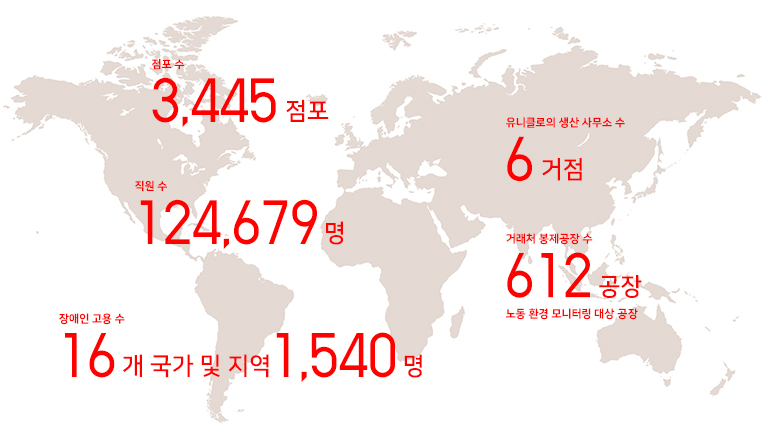 점포 수
3,445 점포
직원 수
124,679 명
장애인 고용 수
16 개 국가 및 지역 1,540 명
유니클로의 생산 사무소 수
6 거점
거래처 봉제공장 수
612 공장
노동 환경 모니터링 대상 공장